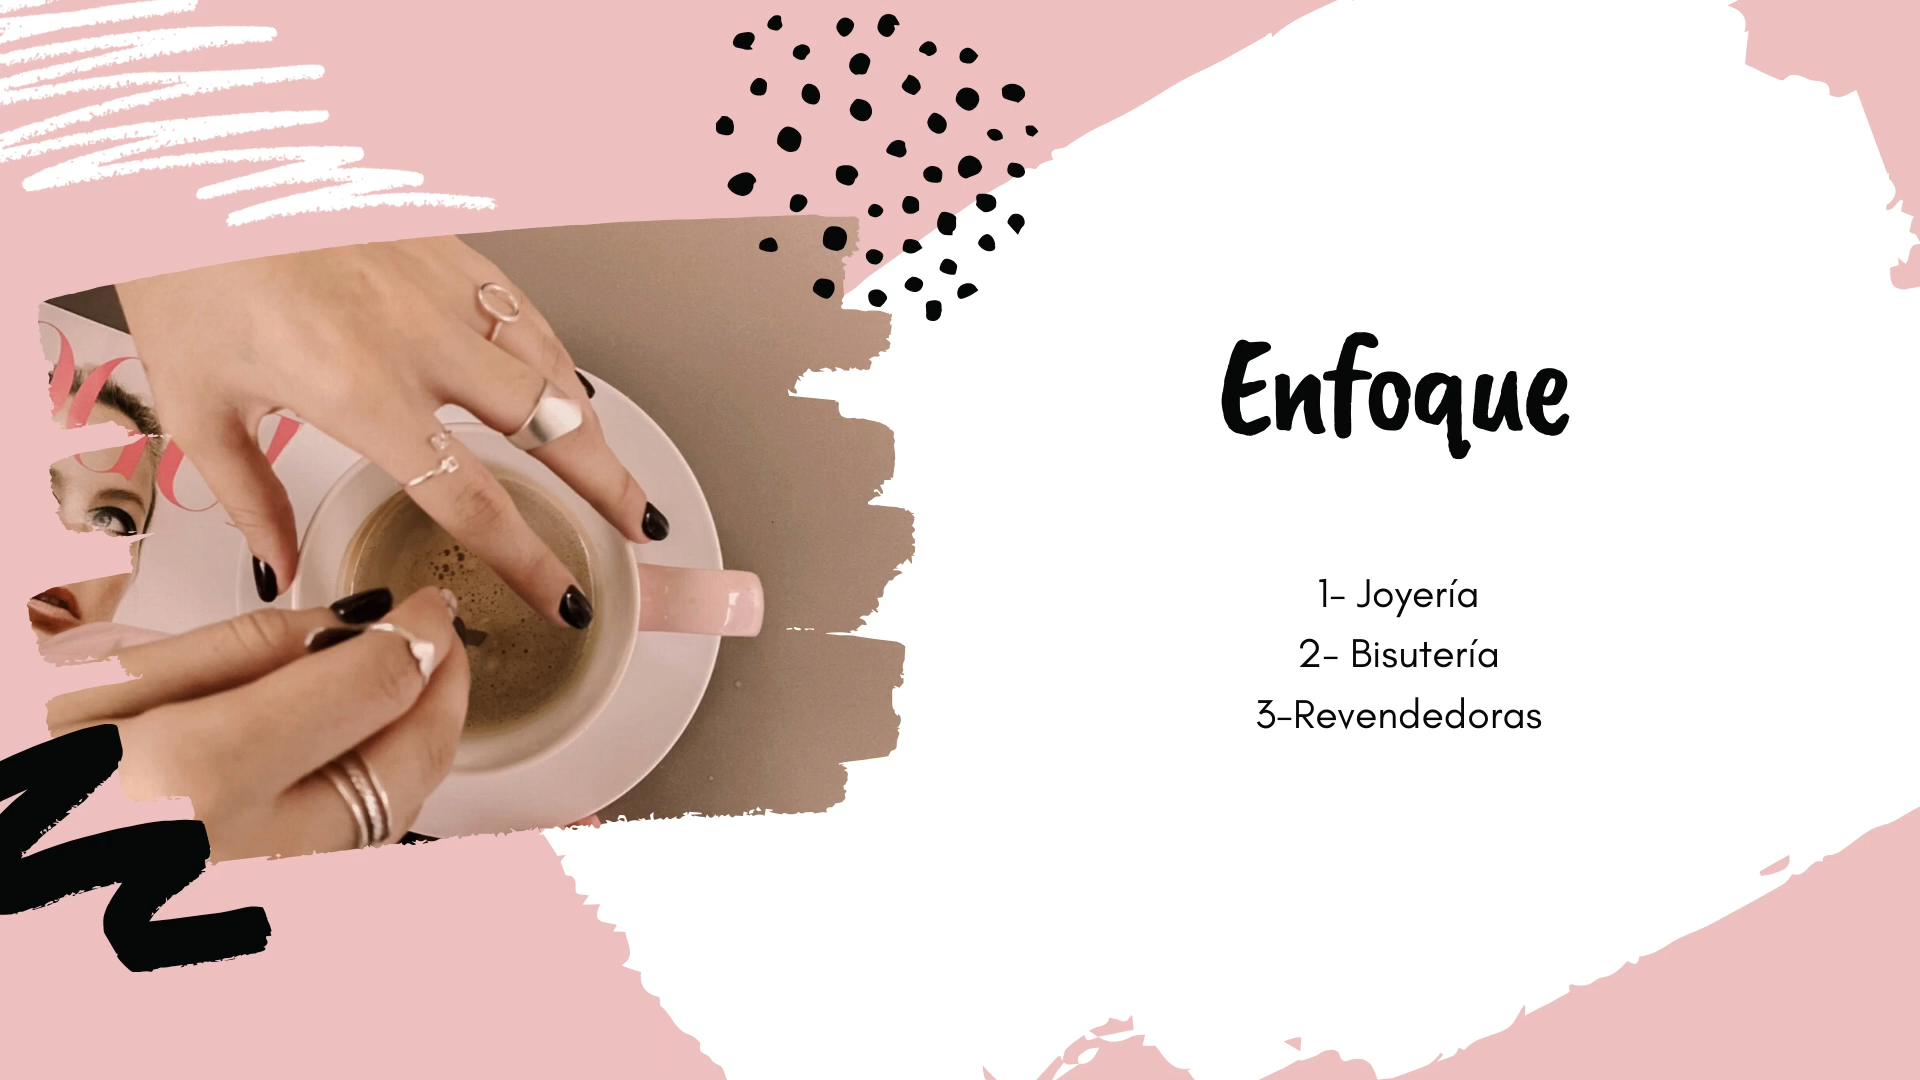 Enfoque
1- Joyería
2- Bisutería
3-Revendedoras